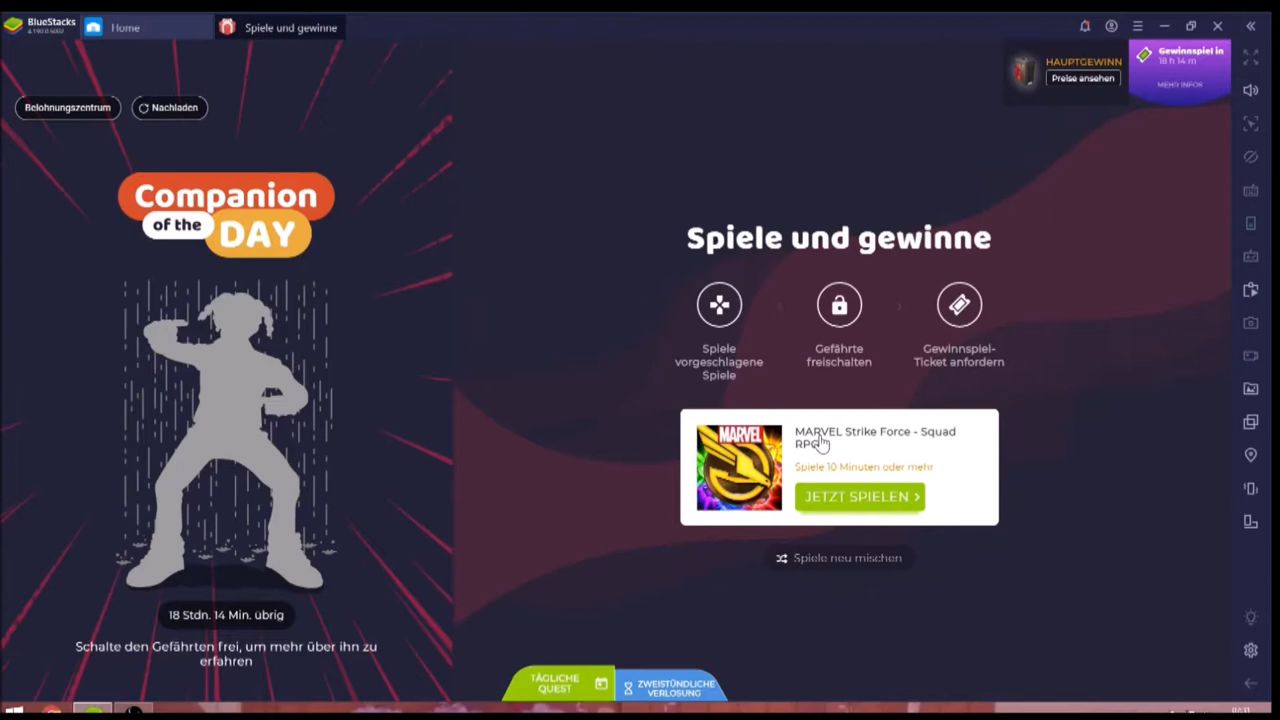 BlueStacks
Home
Spiele und gewinne
HAUPTGEWINN
Preise ansehen
Gewinnspiel in
18 h 14 m
MEHR INFOS
Belohnungszentrum
Nachladen
Companion
of the
DAY
18 Stdn. 14 Min. übrig
Schalte den Gefährten frei, um mehr über ihn zu
erfahren
Spiele und gewinne
Spiele
vorgeschlagene
Spiele
Gefährte
freischalten
Gewinnspiel-
Ticket anfordern
MARVEL
MARVEL Strike Force - Squad
RPG
Spiele 10 Minuten oder mehr
JETZT SPIELEN
Spiele neu mischen
TÄGLICHE
QUEST
ZWEISTÜNDLICHE
VERLOSUNG